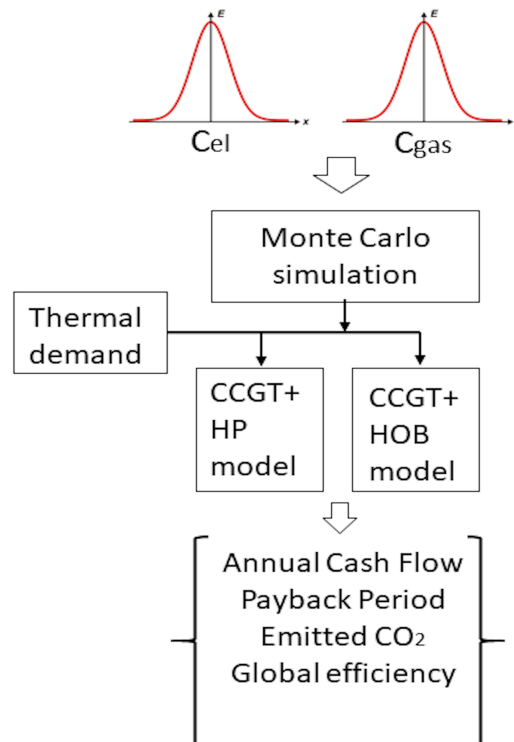 E
E
x
Cel
Cgas
Monte Carlo
simulation
Thermal
demand
CCGT+
HP
model
CCGT+
HOB
model
Annual Cash Flow
Payback Period
Emitted CO2
Global efficiency